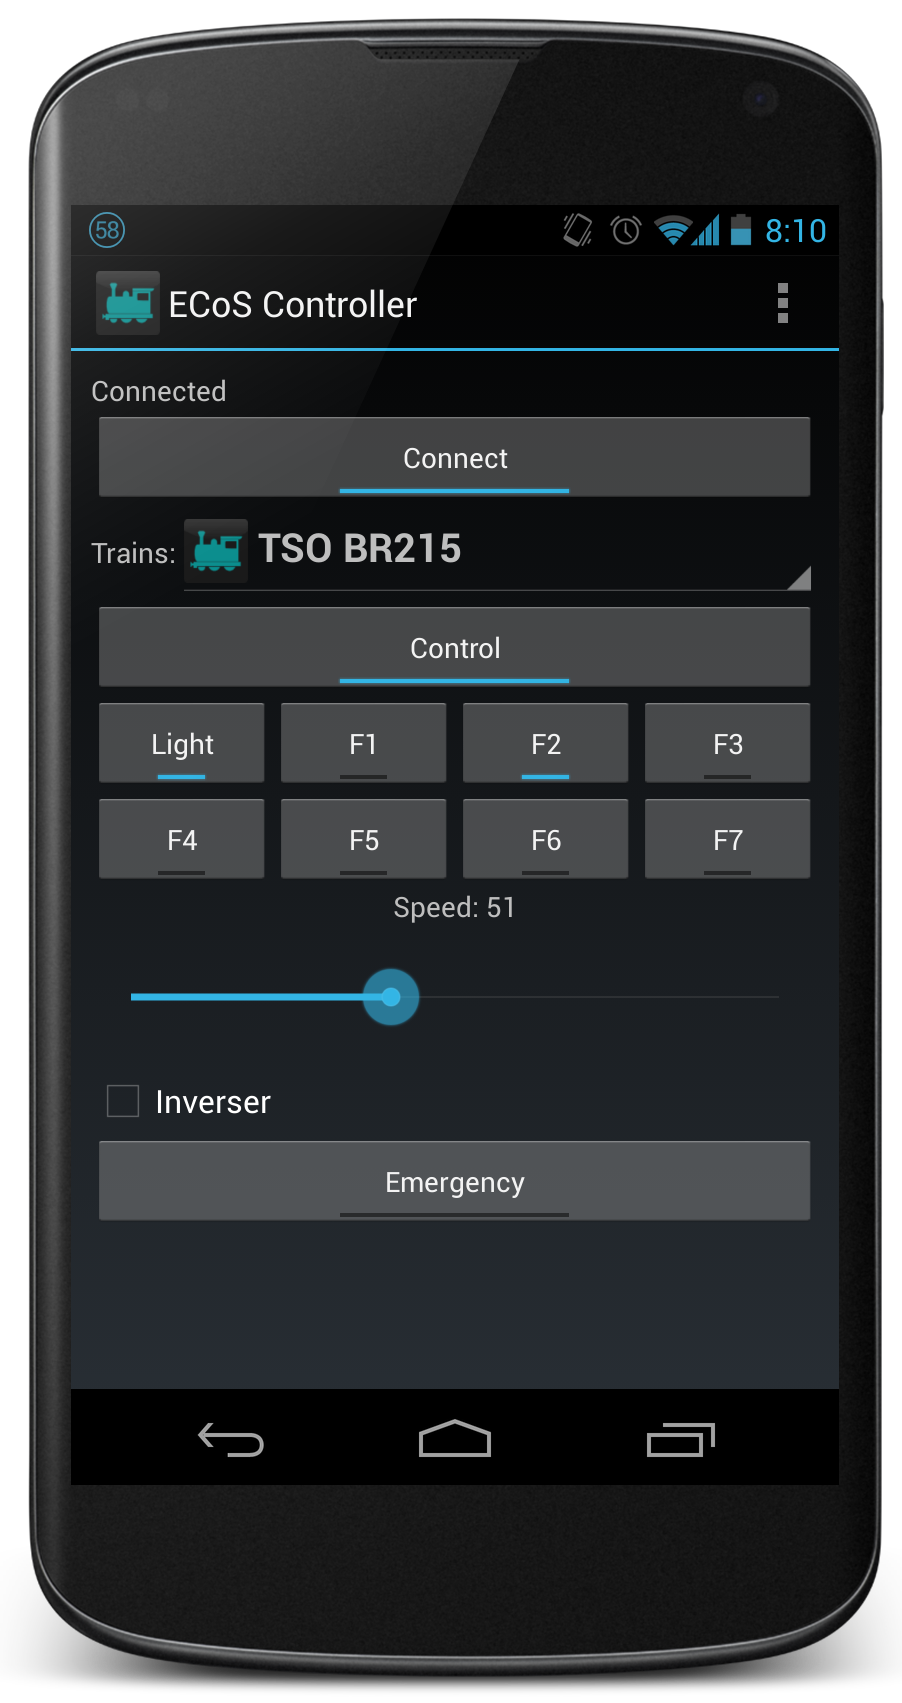 58 8:10
ECoS Controller
Connected
Connect
Trains: TSO BR215
Control
Light F1 F2 F3
F4 F5 F6 F7
Speed: 51
Inverser
Emergency